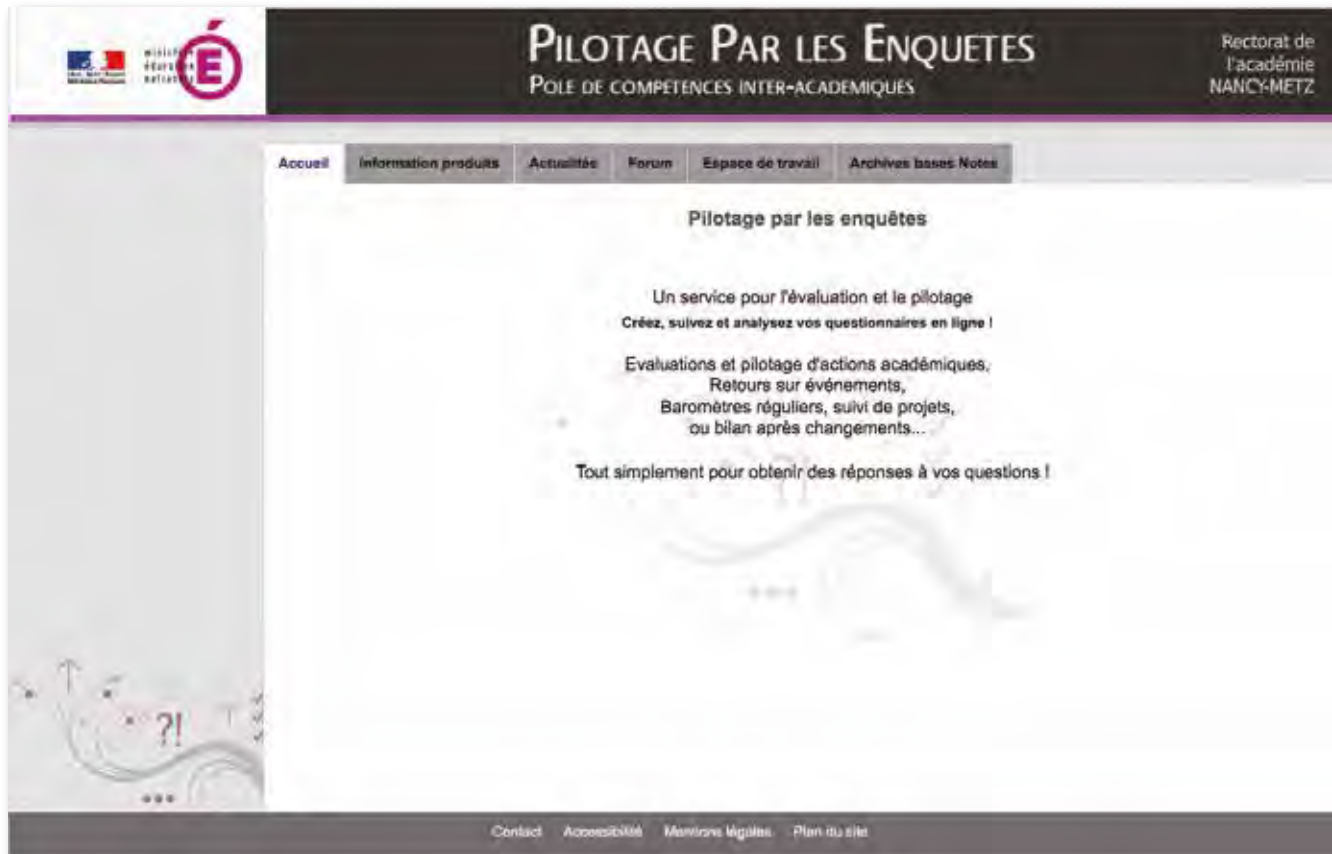 ministère
éducation
nationale
É
PILOTAGE PAR LES ENQUETES
POLE DE COMPETENCES INTER-ACADEMIQUES
Rectorat de
l'académie
NANCY-METZ
Accueil Information produits Actualités Forum Espace de travail Archives bases Notes
Pilotage par les enquêtes
Un service pour l'évaluation et le pilotage
Créez, suivez et analysez vos questionnaires en ligne !
Evaluations et pilotage d'actions académiques,
Retours sur événements,
Baromètres réguliers, suivi de projets,
ou bilan après changements...
Tout simplement pour obtenir des réponses à vos questions !
?!
?!
Contact Accessibilité Mentions légales Plan du site